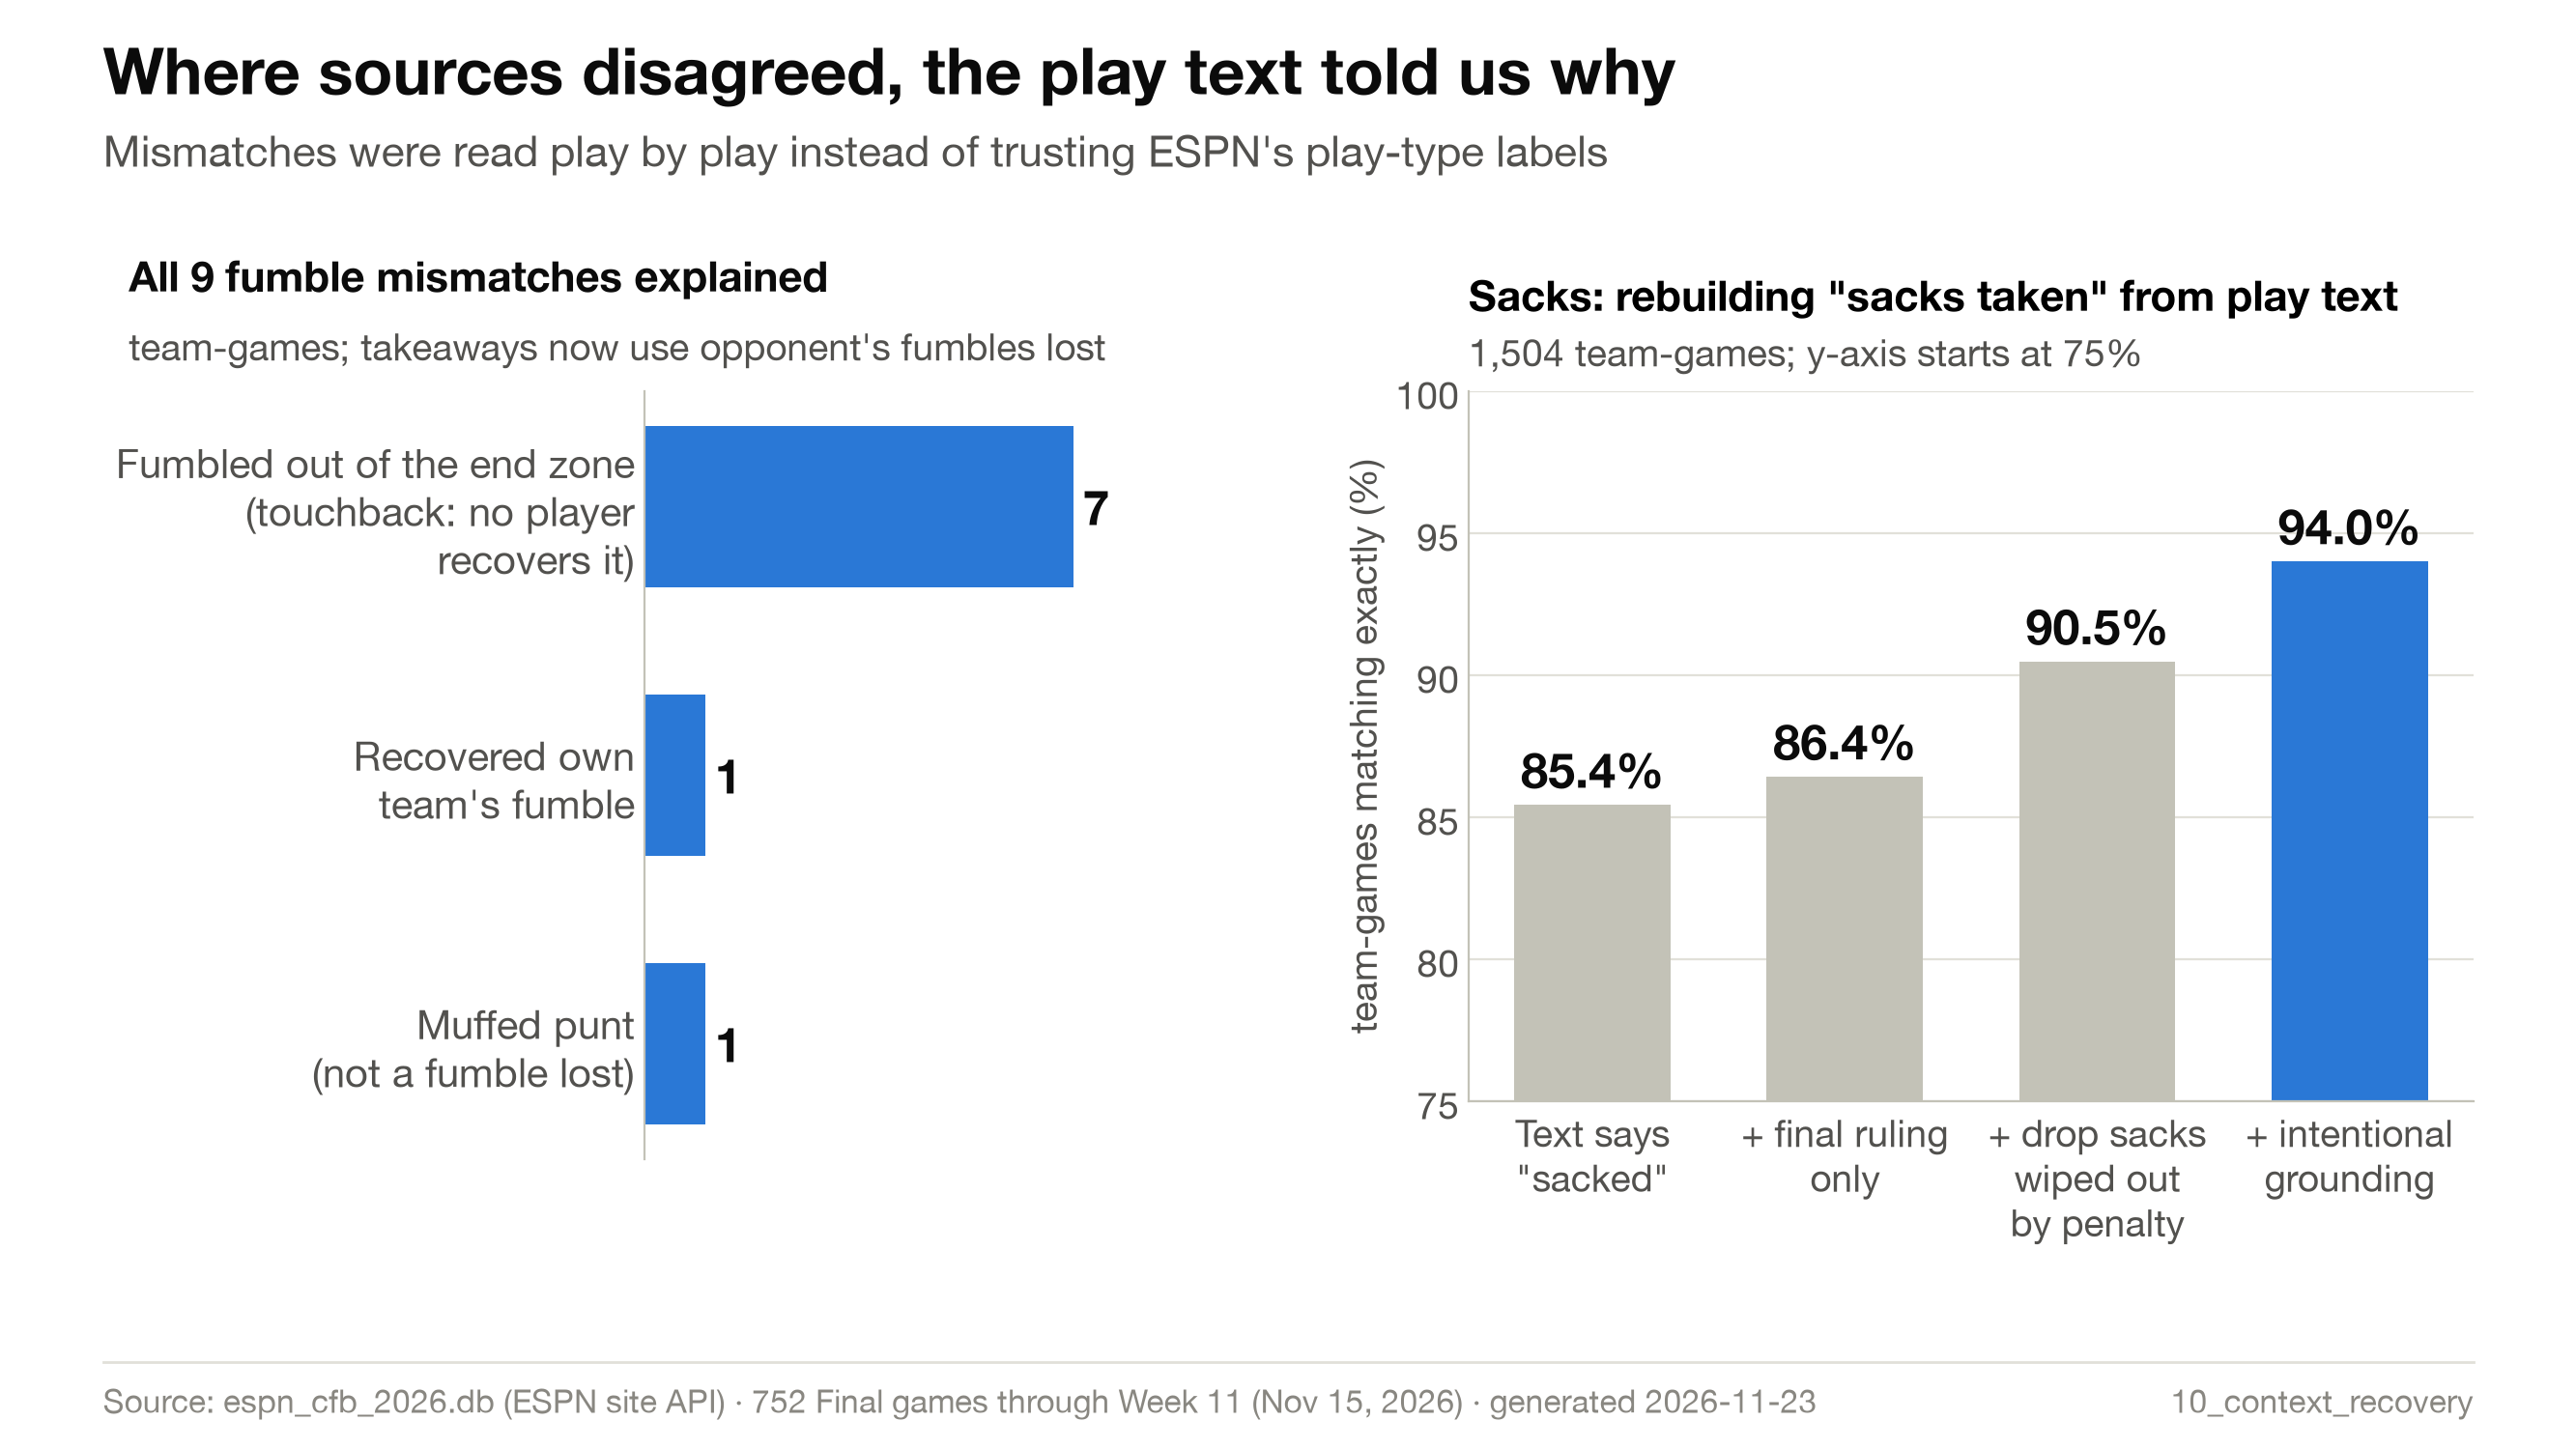 Where sources disagreed, the play text told us why
Mismatches were read play by play instead of trusting ESPN's play-type labels
All 9 fumble mismatches explained
team-games; takeaways now use opponent's fumbles lost
Fumbled out of the end zone
(touchback: no player
recovers it)
7
Recovered own
team's fumble
1
Muffed punt
(not a fumble lost)
1
Sacks: rebuilding "sacks taken" from play text
1,504 team-games; y-axis starts at 75%
team-games matching exactly (%)
100
95
90
85
80
75
85.4%
86.4%
90.5%
94.0%
Text says
"sacked"
+ final ruling
only
+ drop sacks
wiped out
by penalty
+ intentional
grounding
Source: espn_cfb_2026.db (ESPN site API) · 752 Final games through Week 11 (Nov 15, 2026) · generated 2026-11-23
10_context_recovery